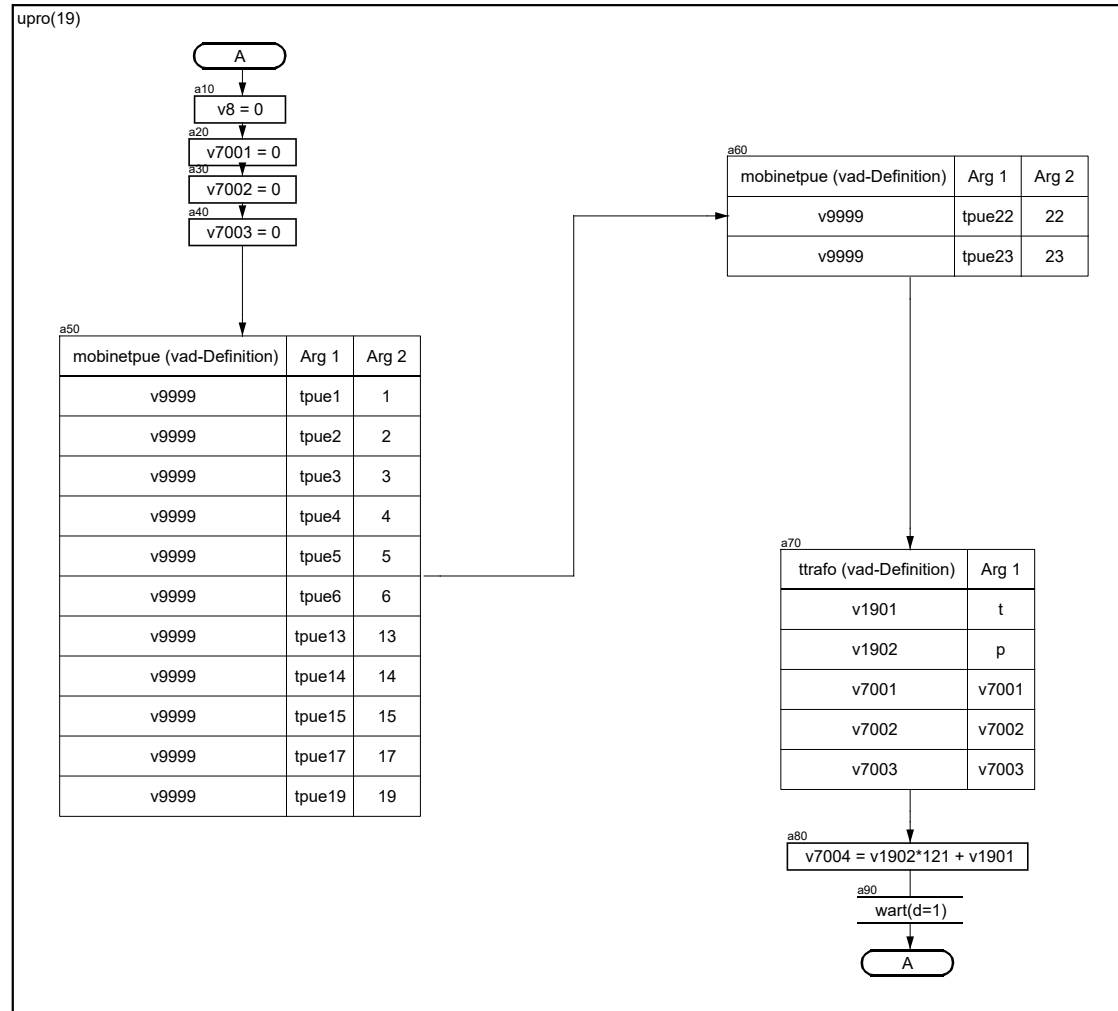 upro(19)
A
a10
v8 = 0
a20
v7001 = 0
a30
v7002 = 0
a40
v7003 = 0
a50
mobinetpue (vad-Definition) Arg 1 Arg 2
v9999 tpue1 1
v9999 tpue2 2
v9999 tpue3 3
v9999 tpue4 4
v9999 tpue5 5
v9999 tpue6 6
v9999 tpue13 13
v9999 tpue14 14
v9999 tpue15 15
v9999 tpue17 17
v9999 tpue19 19
a60
mobinetpue (vad-Definition) Arg 1 Arg 2
v9999 tpue22 22
v9999 tpue23 23
a70
ttrafo (vad-Definition) Arg 1
v1901 t
v1902 p
v7001 v7001
v7002 v7002
v7003 v7003
a80
v7004 = v1902*121 + v1901
a90
wart(d=1)
A